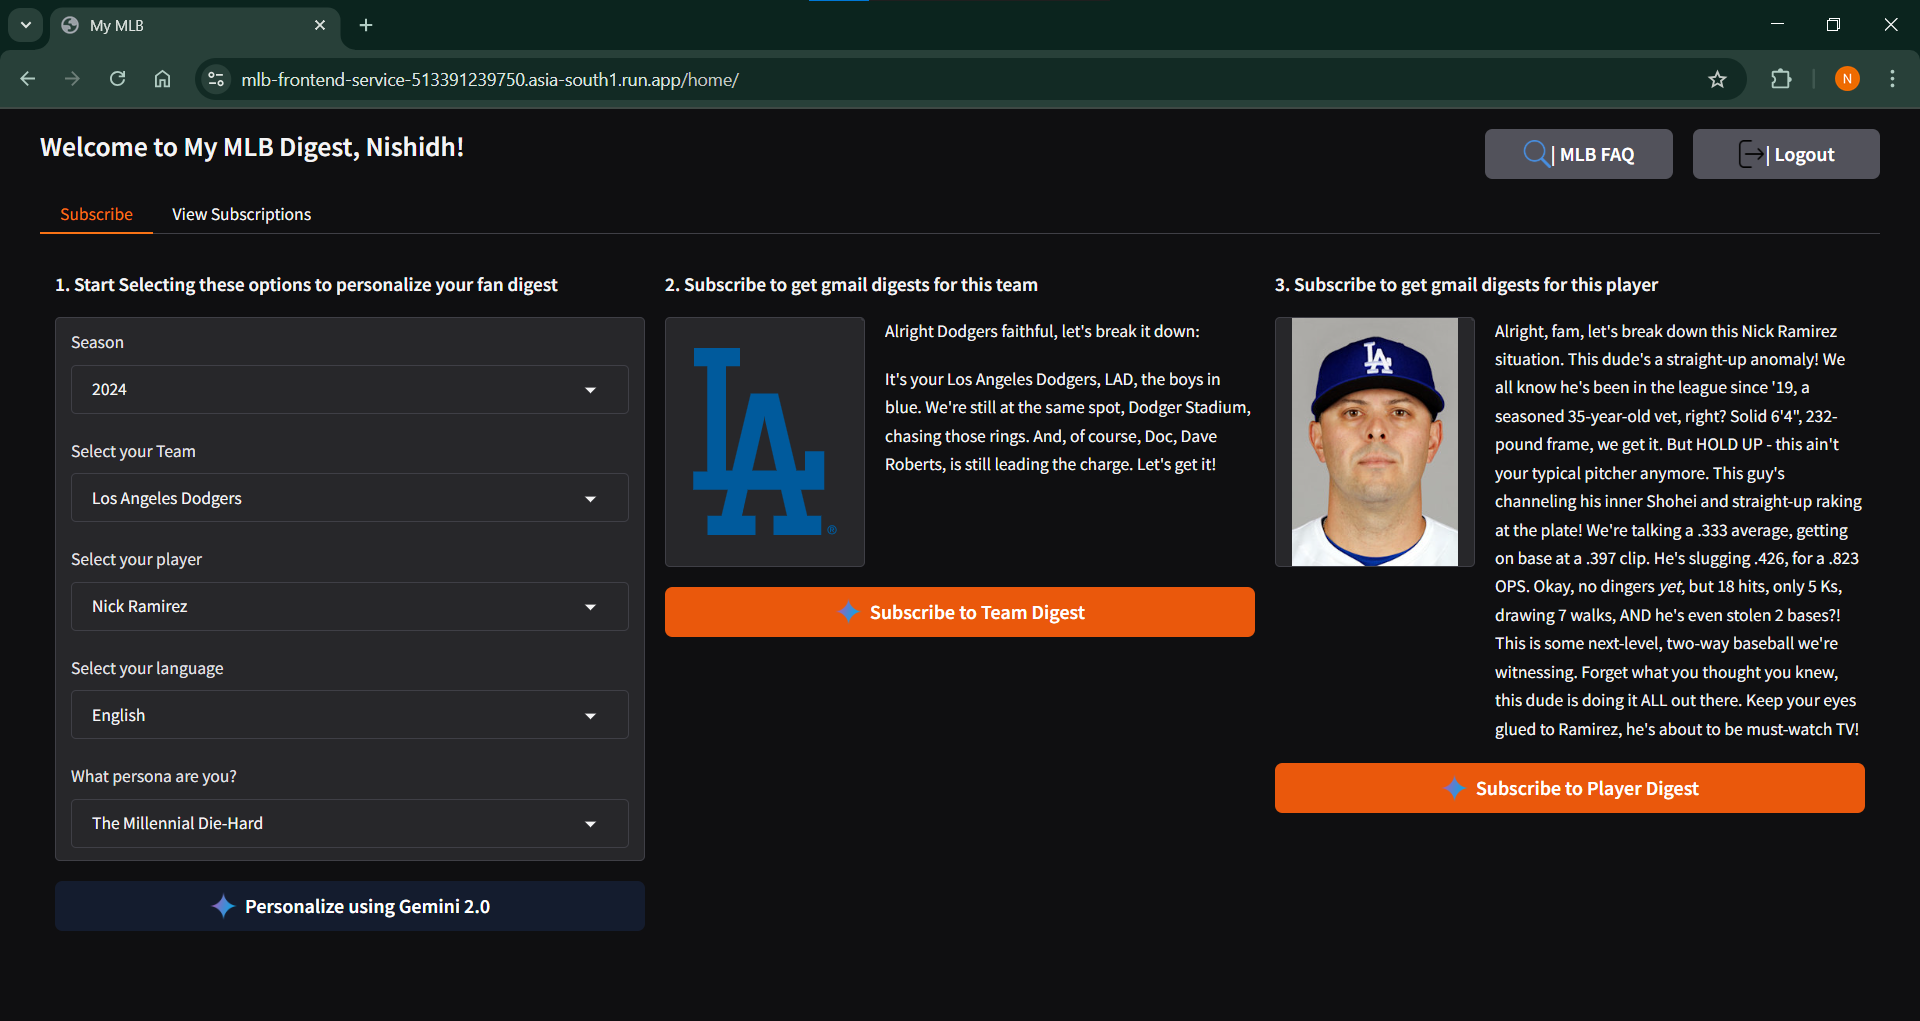 My MLB
mlb-frontend-service-513391239750.asia-south1.run.app/home/
N
Welcome to My MLB Digest, Nishidh!
| MLB FAQ
| Logout
Subscribe
View Subscriptions
1. Start Selecting these options to personalize your fan digest
Season
2024
Select your Team
Los Angeles Dodgers
Select your player
Nick Ramirez
Select your language
English
What persona are you?
The Millennial Die-Hard
Personalize using Gemini 2.0
2. Subscribe to get gmail digests for this team
LA
®
Alright Dodgers faithful, let's break it down:
It's your Los Angeles Dodgers, LAD, the boys in
blue. We're still at the same spot, Dodger Stadium,
chasing those rings. And, of course, Doc, Dave
Roberts, is still leading the charge. Let's get it!
Subscribe to Team Digest
3. Subscribe to get gmail digests for this player
LA
Alright, fam, let's break down this Nick Ramirez
situation. This dude's a straight-up anomaly! We
all know he's been in the league since '19, a
seasoned 35-year-old vet, right? Solid 6'4", 232-
pound frame, we get it. But HOLD UP - this ain't
your typical pitcher anymore. This guy's
channeling his inner Shohei and straight-up raking
at the plate! We're talking a .333 average, getting
on base at a .397 clip. He's slugging .426, for a .823
OPS. Okay, no dingers yet, but 18 hits, only 5 Ks,
drawing 7 walks, AND he's even stolen 2 bases?!
This is some next-level, two-way baseball we're
witnessing. Forget what you thought you knew,
this dude is doing it ALL out there. Keep your eyes
glued to Ramirez, he's about to be must-watch TV!
Subscribe to Player Digest